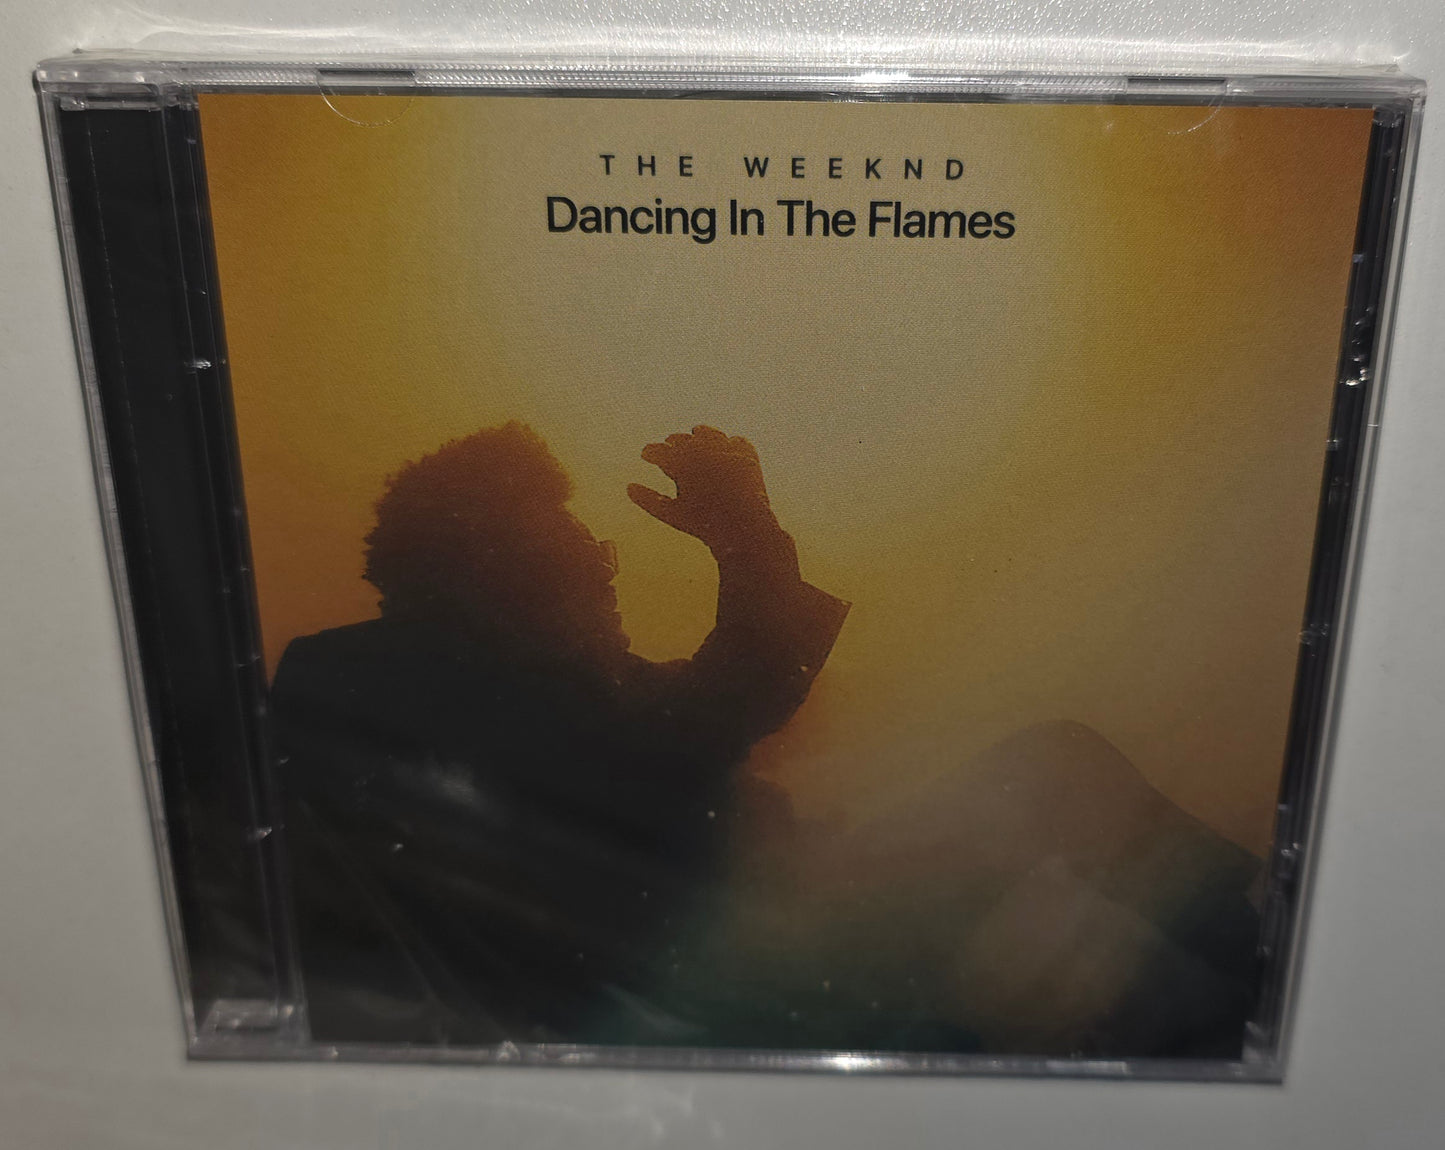 THE WEEKND
Dancing In The Flames